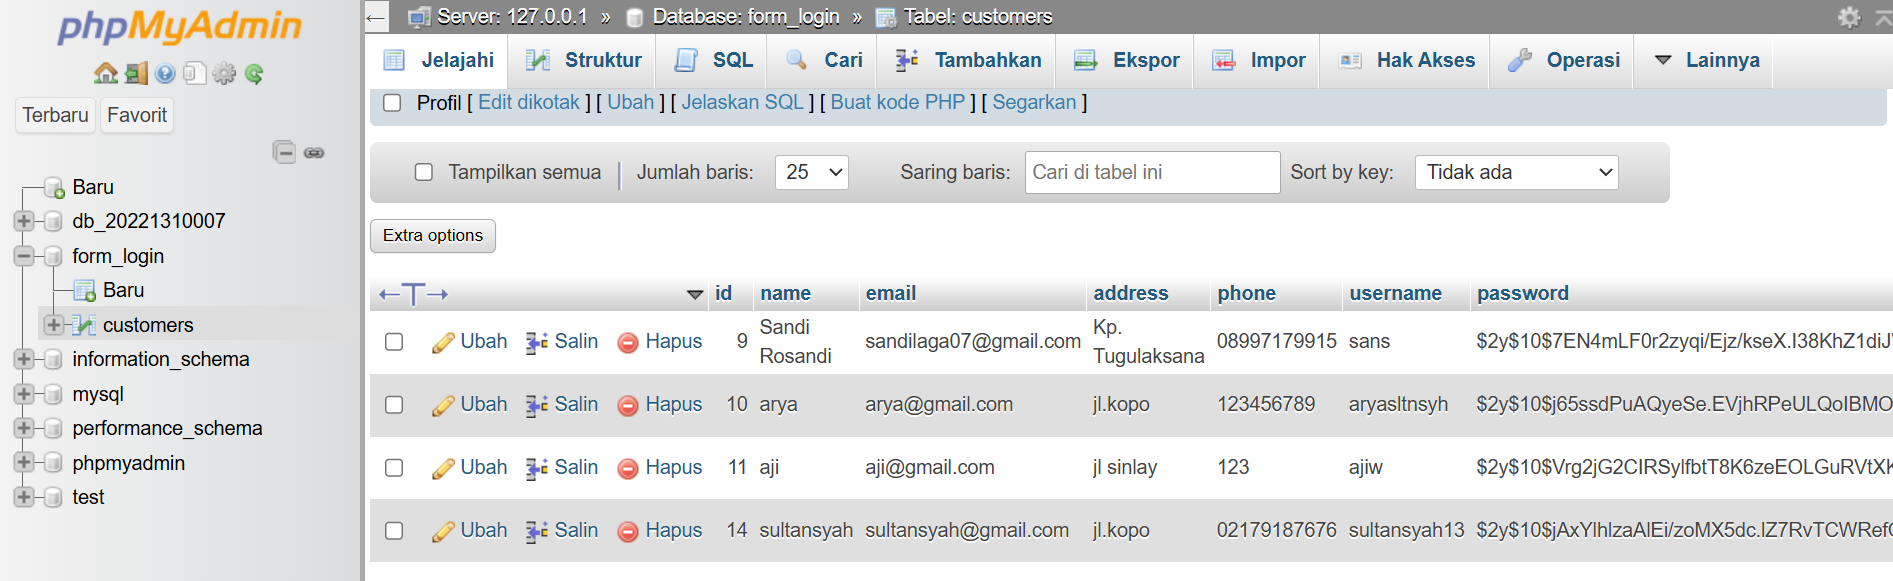 phpMyAdmin
Terbaru Favorit
Baru
db_20221310007
form_login
Baru
customers
information_schema
mysql
performance_schema
phpmyadmin
test
Server: 127.0.0.1 » Database: form_login » Tabel: customers
Jelajahi Struktur SQL Cari Tambahkan Ekspor Impor Hak Akses Operasi Lainnya
Profil [ Edit dikotak ] [ Ubah ] [ Jelaskan SQL ] [ Buat kode PHP ] [ Segarkan ]
Tampilkan semua Jumlah baris: 25 Saring baris: Cari di tabel ini Sort by key: Tidak ada
Extra options
id name email address phone username password
Ubah Salin Hapus 9 Sandi Rosandi sandilaga07@gmail.com Kp. Tugulaksana 08997179915 sans $2y$10$7EN4mLF0r2zyqi/Ejz/kseX.I38KhZ1diJ
Ubah Salin Hapus 10 arya arya@gmail.com jl.kopo 123456789 aryasltnsyh $2y$10$j65ssdPuAQyeSe.EVjhRPeULQoIBMO
Ubah Salin Hapus 11 aji aji@gmail.com jl sinlay 123 ajiw $2y$10$Vrg2jG2CIRSylfbtT8K6zeEOLGuRVtX
Ubah Salin Hapus 14 sultansyah sultansyah@gmail.com jl.kopo 02179187676 sultansyah13 $2y$10$jAxYlhlzaAlEi/zoMX5dc.lZ7RvTCWRef